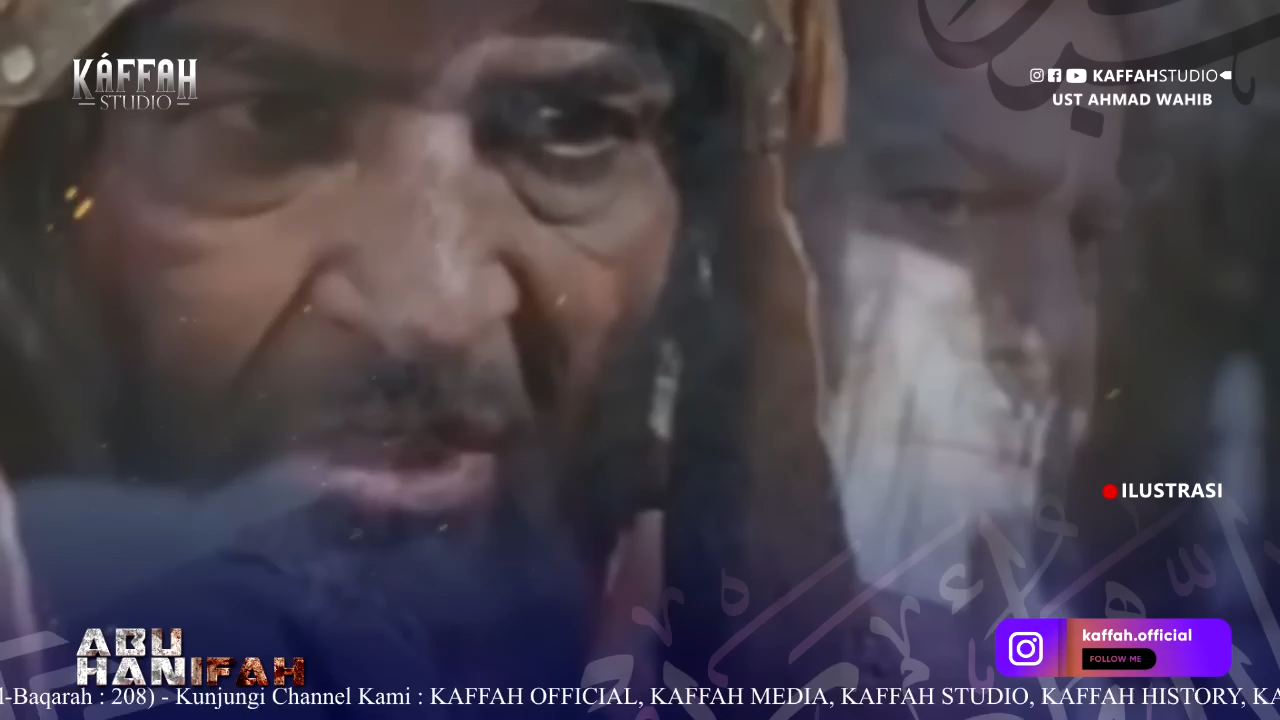 KÁFFAH
STUDIO
KAFFAHSTUDIO
UST AHMAD WAHIB
ILUSTRASI
kaffah.official
FOLLOW ME
ABU
HANIFAH
l-Baqarah : 208) - Kunjungi Channel Kami : KAFFAH OFFICIAL, KAFFAH MEDIA, KAFFAH STUDIO, KAFFAH HISTORY, KA